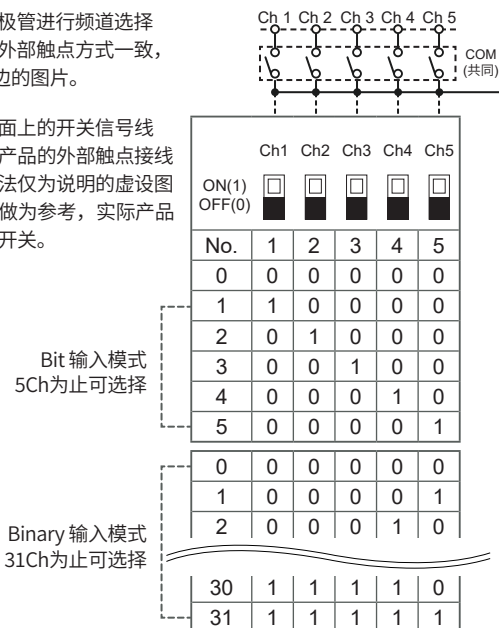 极管进行频道选择
外部触点方式一致，
边的图片。
面上的开关信号线
产品的外部触点接线
法仅为说明的虚设图
做为参考，实际产品
开关。
Ch 1 Ch 2 Ch 3 Ch 4 Ch 5
COM
(共同)
Ch1 Ch2 Ch3 Ch4 Ch5
ON(1)
OFF(0)
No. 1 2 3 4 5
0 0 0 0 0 0
1 1 0 0 0 0
2 0 1 0 0 0
3 0 0 1 0 0
4 0 0 0 1 0
5 0 0 0 0 1
Bit 输入模式
5Ch为止可选择
0 0 0 0 0 0
1 0 0 0 0 1
2 0 0 0 1 0
30 1 1 1 1 0
31 1 1 1 1 1
Binary 输入模式
31Ch为止可选择